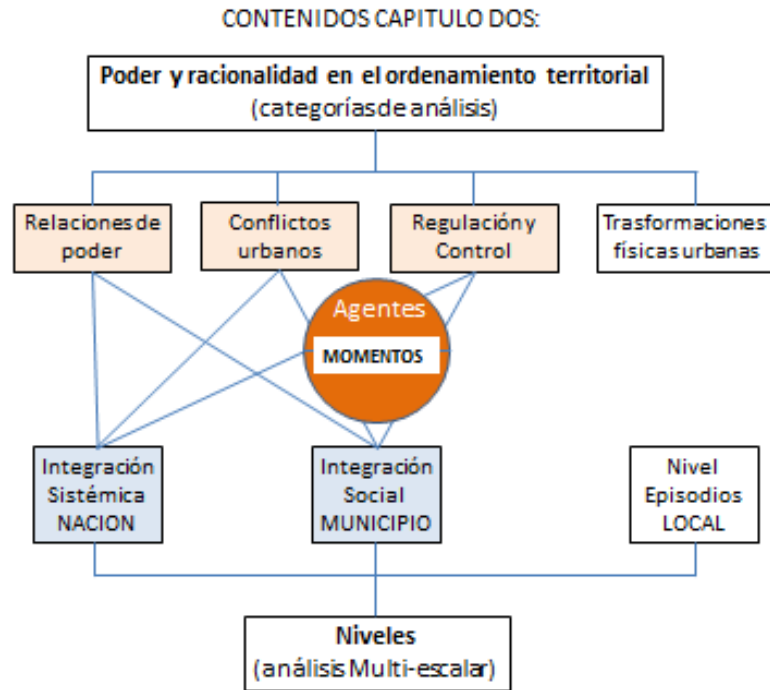 CONTENIDOS CAPITULO DOS:
Poder y racionalidad en el ordenamiento territorial
(categorías de análisis)
Relaciones de
poder
Conflictos
urbanos
Regulación y
Control
Trasformaciones
físicas urbanas
Agentes
MOMENTOS
Integración
Sistémica
NACION
Integración
Social
MUNICIPIO
Nivel
Episodios
LOCAL
Niveles
(análisis Multi-escalar)